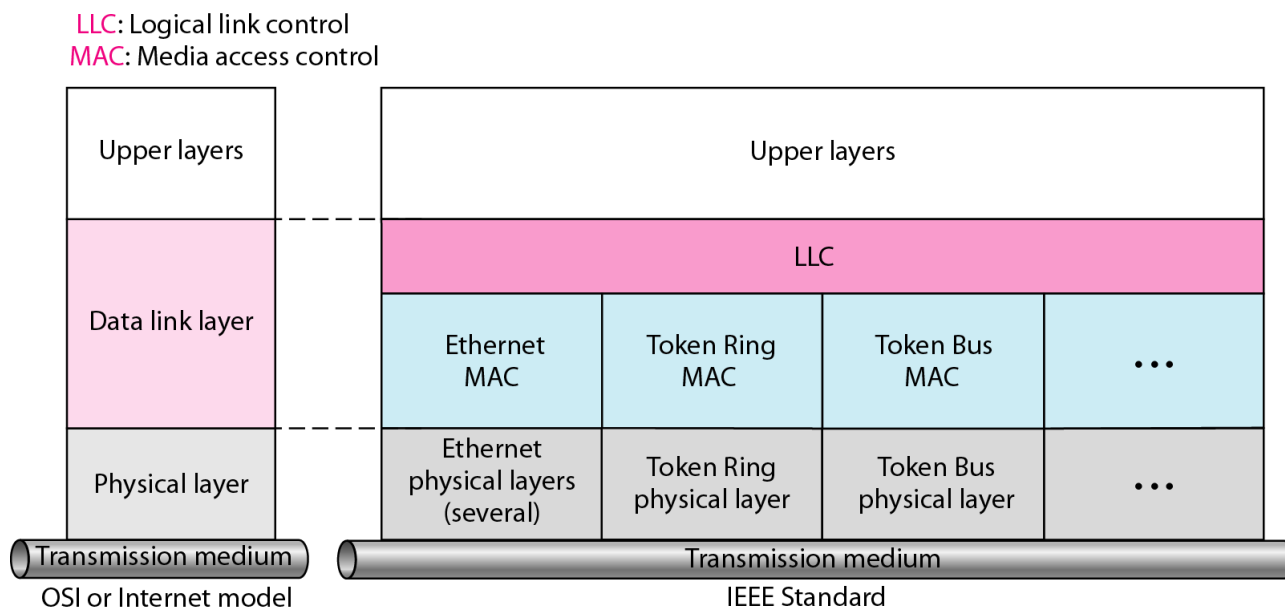 LLC: Logical link control
MAC: Media access control
Upper layers
Upper layers
LLC
Data link layer
Ethernet
MAC
Token Ring
MAC
Token Bus
MAC
•••
Physical layer
Ethernet
physical layers
(several)
Token Ring
physical layer
Token Bus
physical layer
•••
Transmission medium
Transmission medium
OSI or Internet model
IEEE Standard